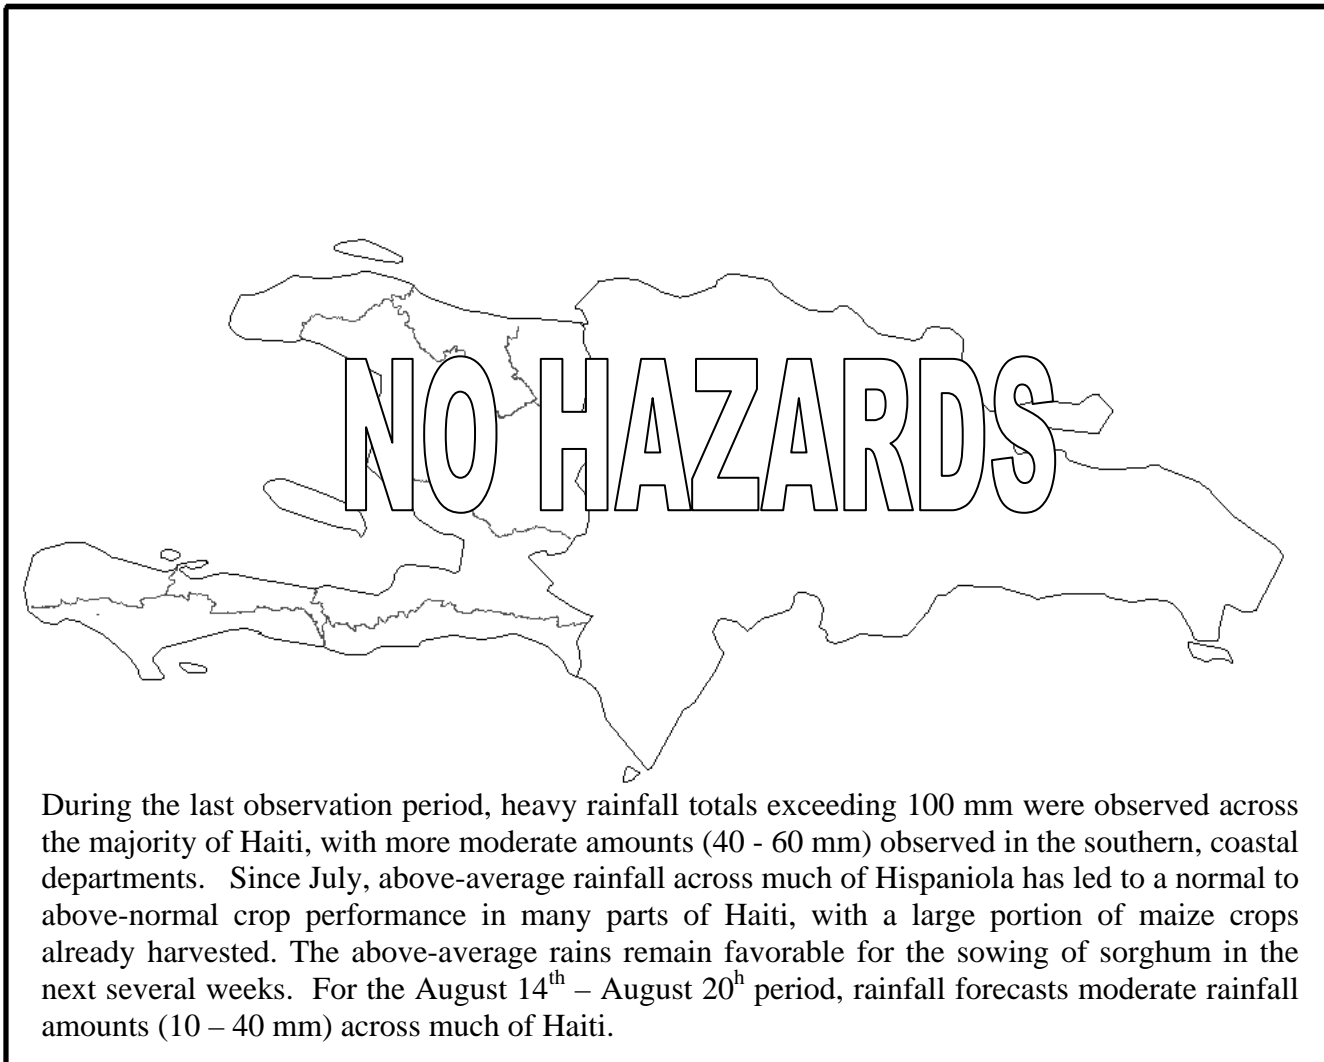 NO HAZARDS
During the last observation period, heavy rainfall totals exceeding 100 mm were observed across
the majority of Haiti, with more moderate amounts (40 - 60 mm) observed in the southern, coastal
departments.   Since July, above-average rainfall across much of Hispaniola has led to a normal to
above-normal crop performance in many parts of Haiti, with a large portion of maize crops
already harvested. The above-average rains remain favorable for the sowing of sorghum in the
next several weeks.  For the August 14th – August 20h period, rainfall forecasts moderate rainfall
amounts (10 – 40 mm) across much of Haiti.